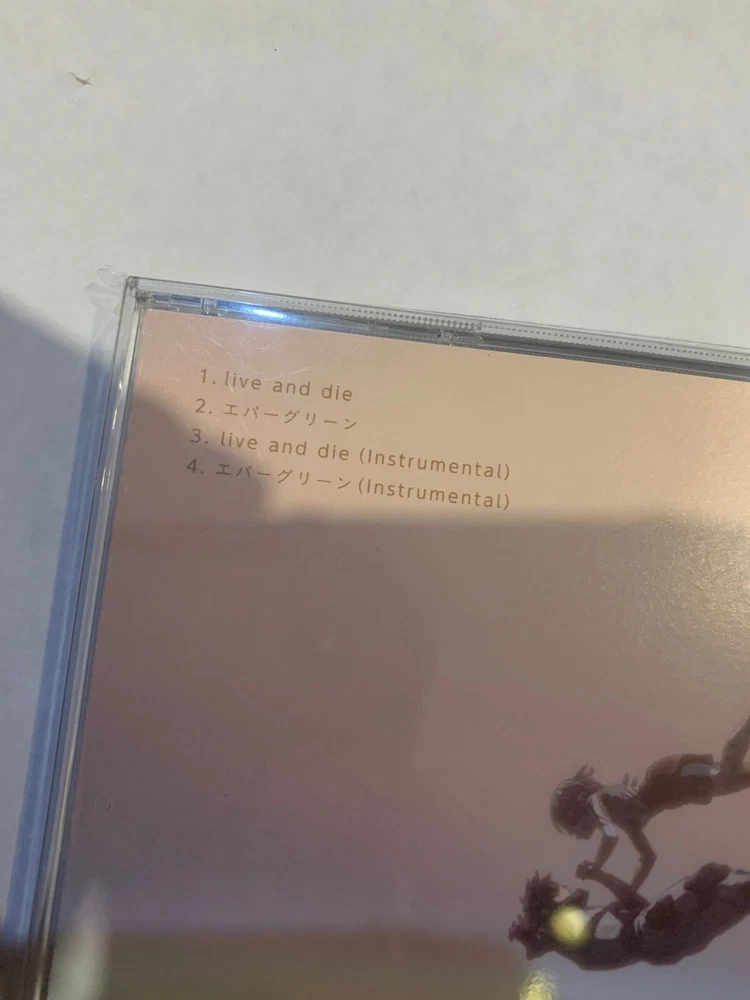 1. live and die
2. エバーグリーン
3. live and die (Instrumental)
4. エバーグリーン(Instrumental)